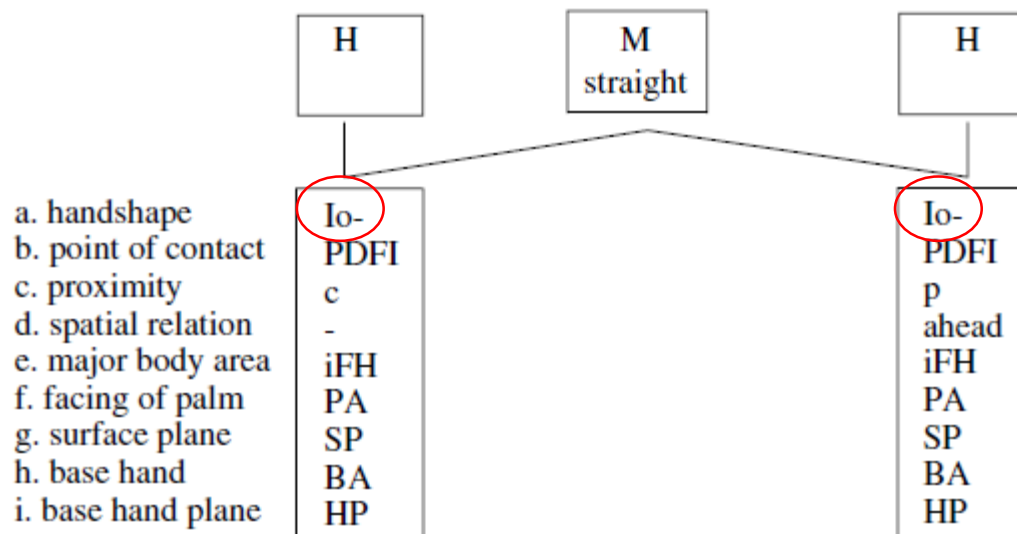 H M H
straight
a. handshape Io- Io-
b. point of contact PDFI PDFI
c. proximity c p
d. spatial relation - ahead
e. major body area iFH iFH
f. facing of palm PA PA
g. surface plane SP SP
h. base hand BA BA
i. base hand plane HP HP